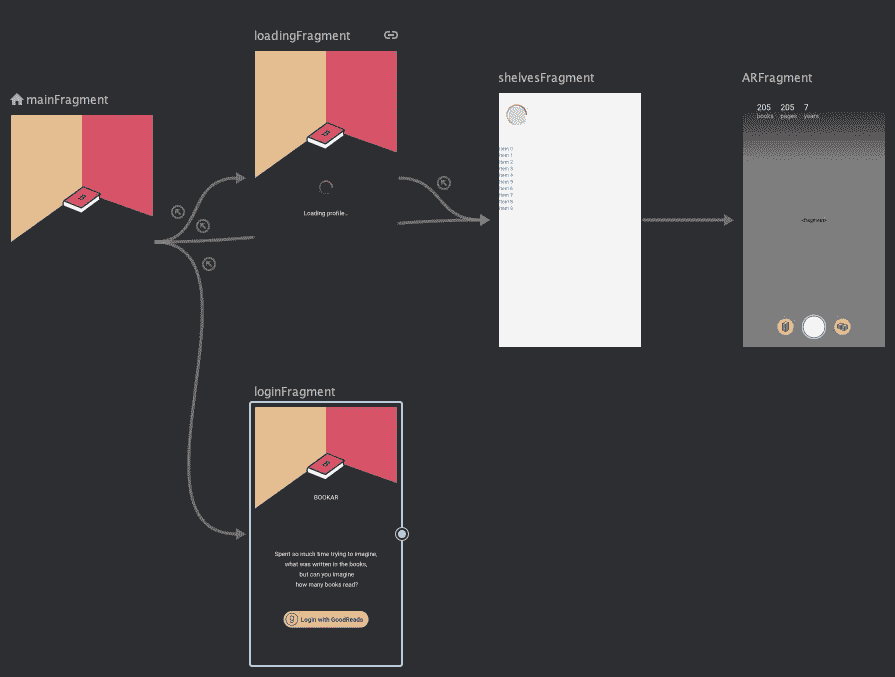 loadingFragment
mainFragment
shelvesFragment
ARFragment
205 205 7
books pages years
Item 0
Item 1
Item 2
Item 3
Item 4
Item 5
Item 6
Item 7
Item 8
Item 9
Loading profile..
<fragment>
loginFragment
BOOKAR
Spent so much time trying to imagine,
what was written in the books,
but can you imagine
how many books read?
g Login with GoodReads